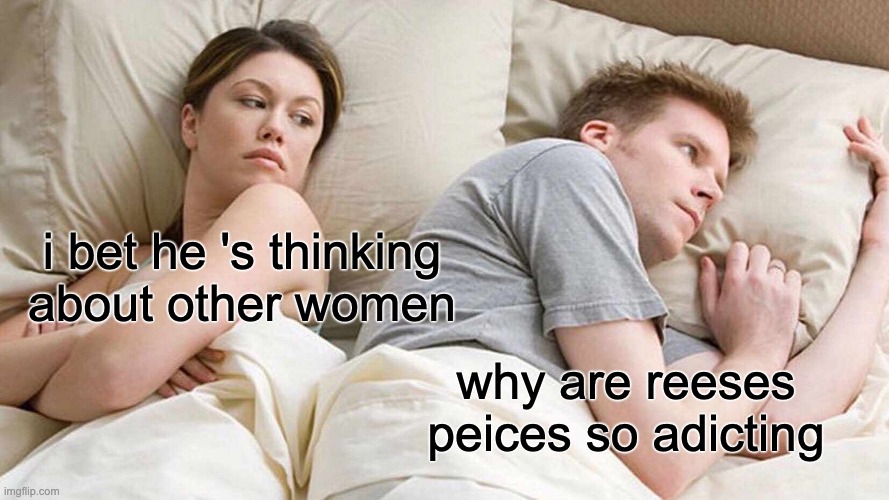 i bet he 's thinking
about other women
why are reeses
peices so adicting
imgflip.com